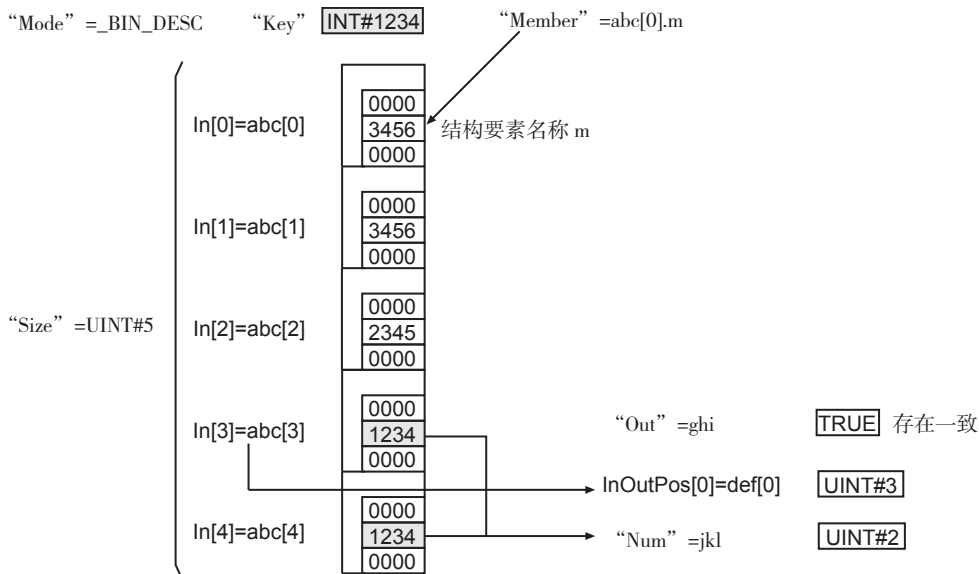 “Mode” =_BIN_DESC “Key” INT#1234 “Member” =abc[0].m
0000
In[0]=abc[0] 3456 结构要素名称 m
0000
0000
In[1]=abc[1] 3456
0000
0000
“Size” =UINT#5 In[2]=abc[2] 2345
0000
0000
In[3]=abc[3] 1234 “Out” =ghi TRUE 存在一致
0000
InOutPos[0]=def[0] UINT#3
0000
In[4]=abc[4] 1234 “Num” =jkl UINT#2
0000